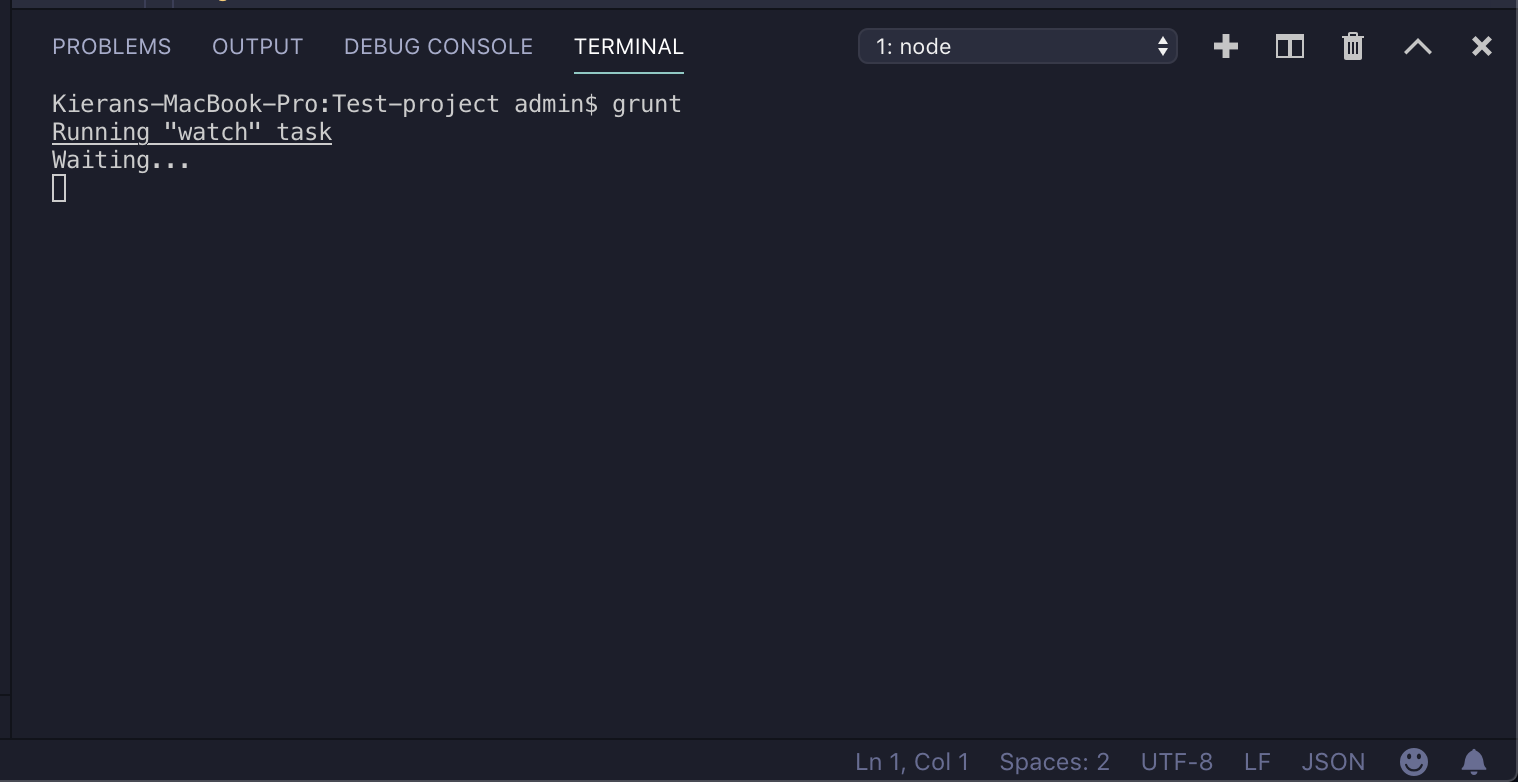 PROBLEMS OUTPUT DEBUG CONSOLE TERMINAL 1: node
Kierans-MacBook-Pro:Test-project admin$ grunt
Running "watch" task
Waiting...
Ln 1, Col 1 Spaces: 2 UTF-8 LF JSON